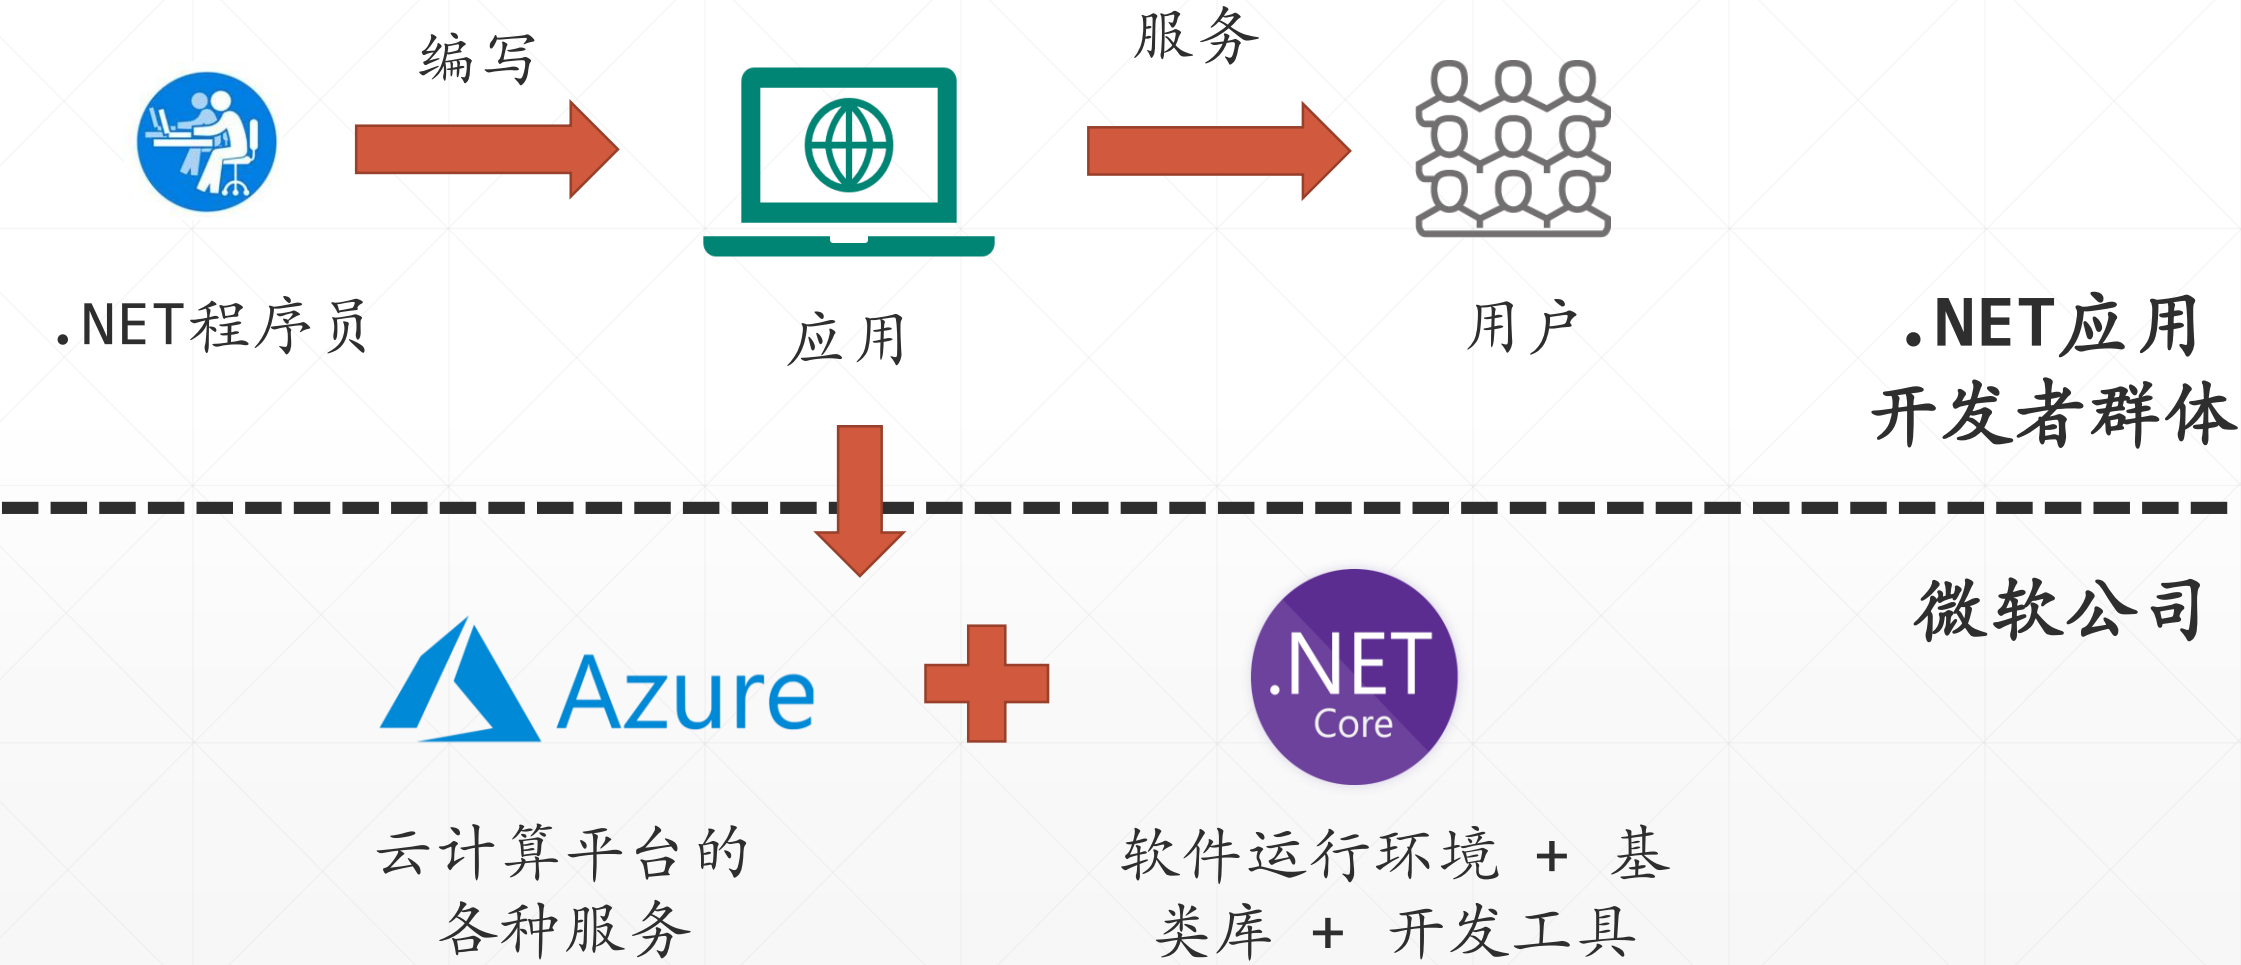 编写
服务
.NET程序员
应用
用户
.NET应用
开发者群体
微软公司
Azure
.NET
Core
云计算平台的
各种服务
软件运行环境 + 基
类库 + 开发工具